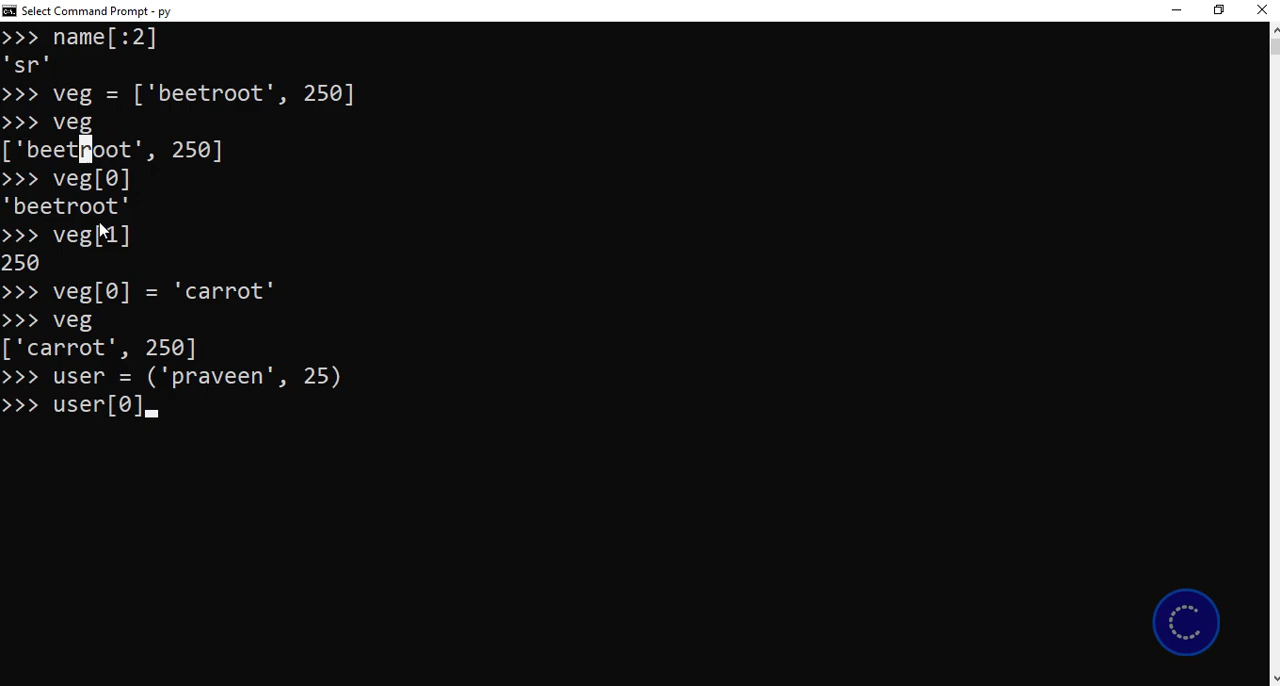 Select Command Prompt - py
>>> name[:2]
'sr'
>>> veg = ['beetroot', 250]
>>> veg
['beetroot', 250]
>>> veg[0]
'beetroot'
>>> veg[1]
250
>>> veg[0] = 'carrot'
>>> veg
['carrot', 250]
>>> user = ('praveen', 25)
>>> user[0]